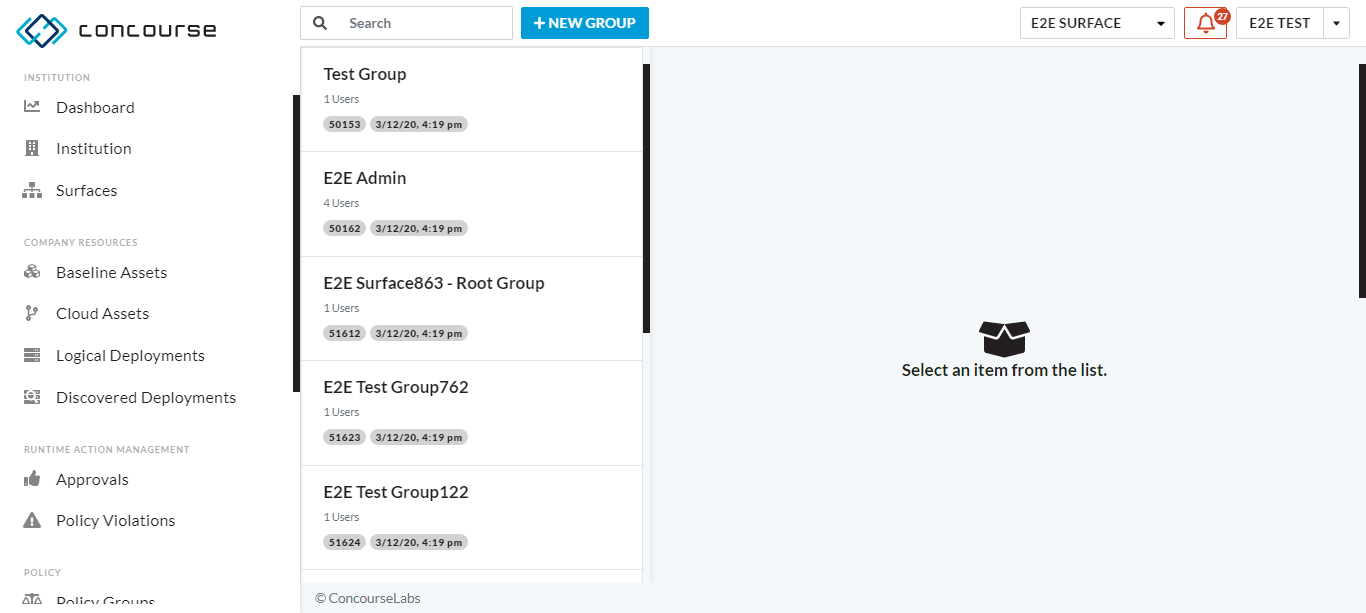 concourse
Search
+ NEW GROUP
E2E SURFACE
27
E2E TEST
INSTITUTION
Dashboard
Institution
Surfaces
COMPANY RESOURCES
Baseline Assets
Cloud Assets
Logical Deployments
Discovered Deployments
RUNTIME ACTION MANAGEMENT
Approvals
Policy Violations
POLICY
Policy Groups
Test Group
1 Users
50153 3/12/20, 4:19 pm
E2E Admin
4 Users
50162 3/12/20, 4:19 pm
E2E Surface863 - Root Group
1 Users
51612 3/12/20, 4:19 pm
E2E Test Group762
1 Users
51623 3/12/20, 4:19 pm
E2E Test Group122
1 Users
51624 3/12/20, 4:19 pm
Select an item from the list.
© ConcourseLabs